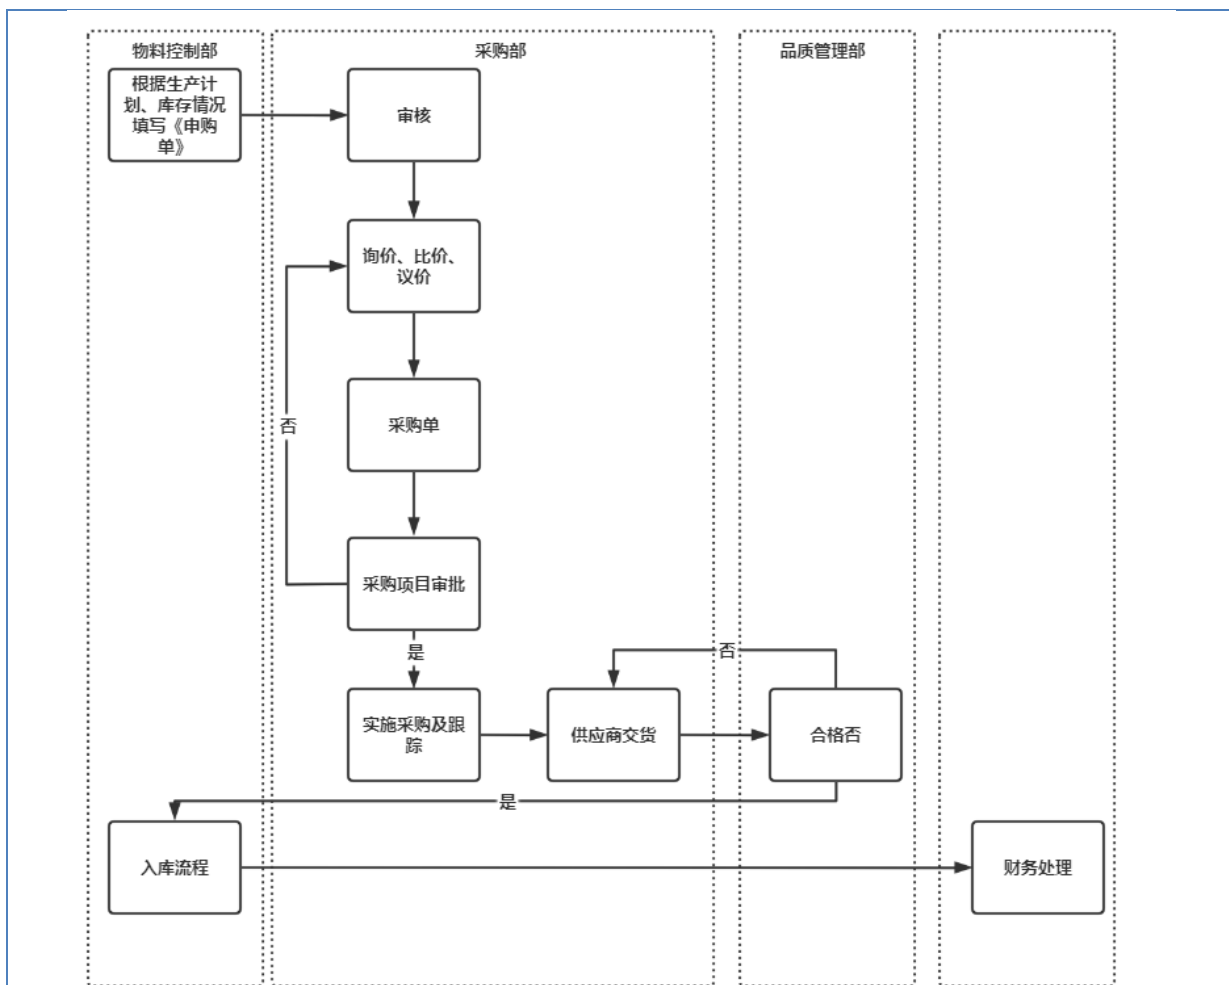 物料控制部
采购部
品质管理部
根据生产计
划、库存情况
填写《申购
单》
审核
询价、比价、
议价
否
采购单
采购项目审批
是
否
实施采购及跟
踪
供应商交货
合格否
是
入库流程
财务处理